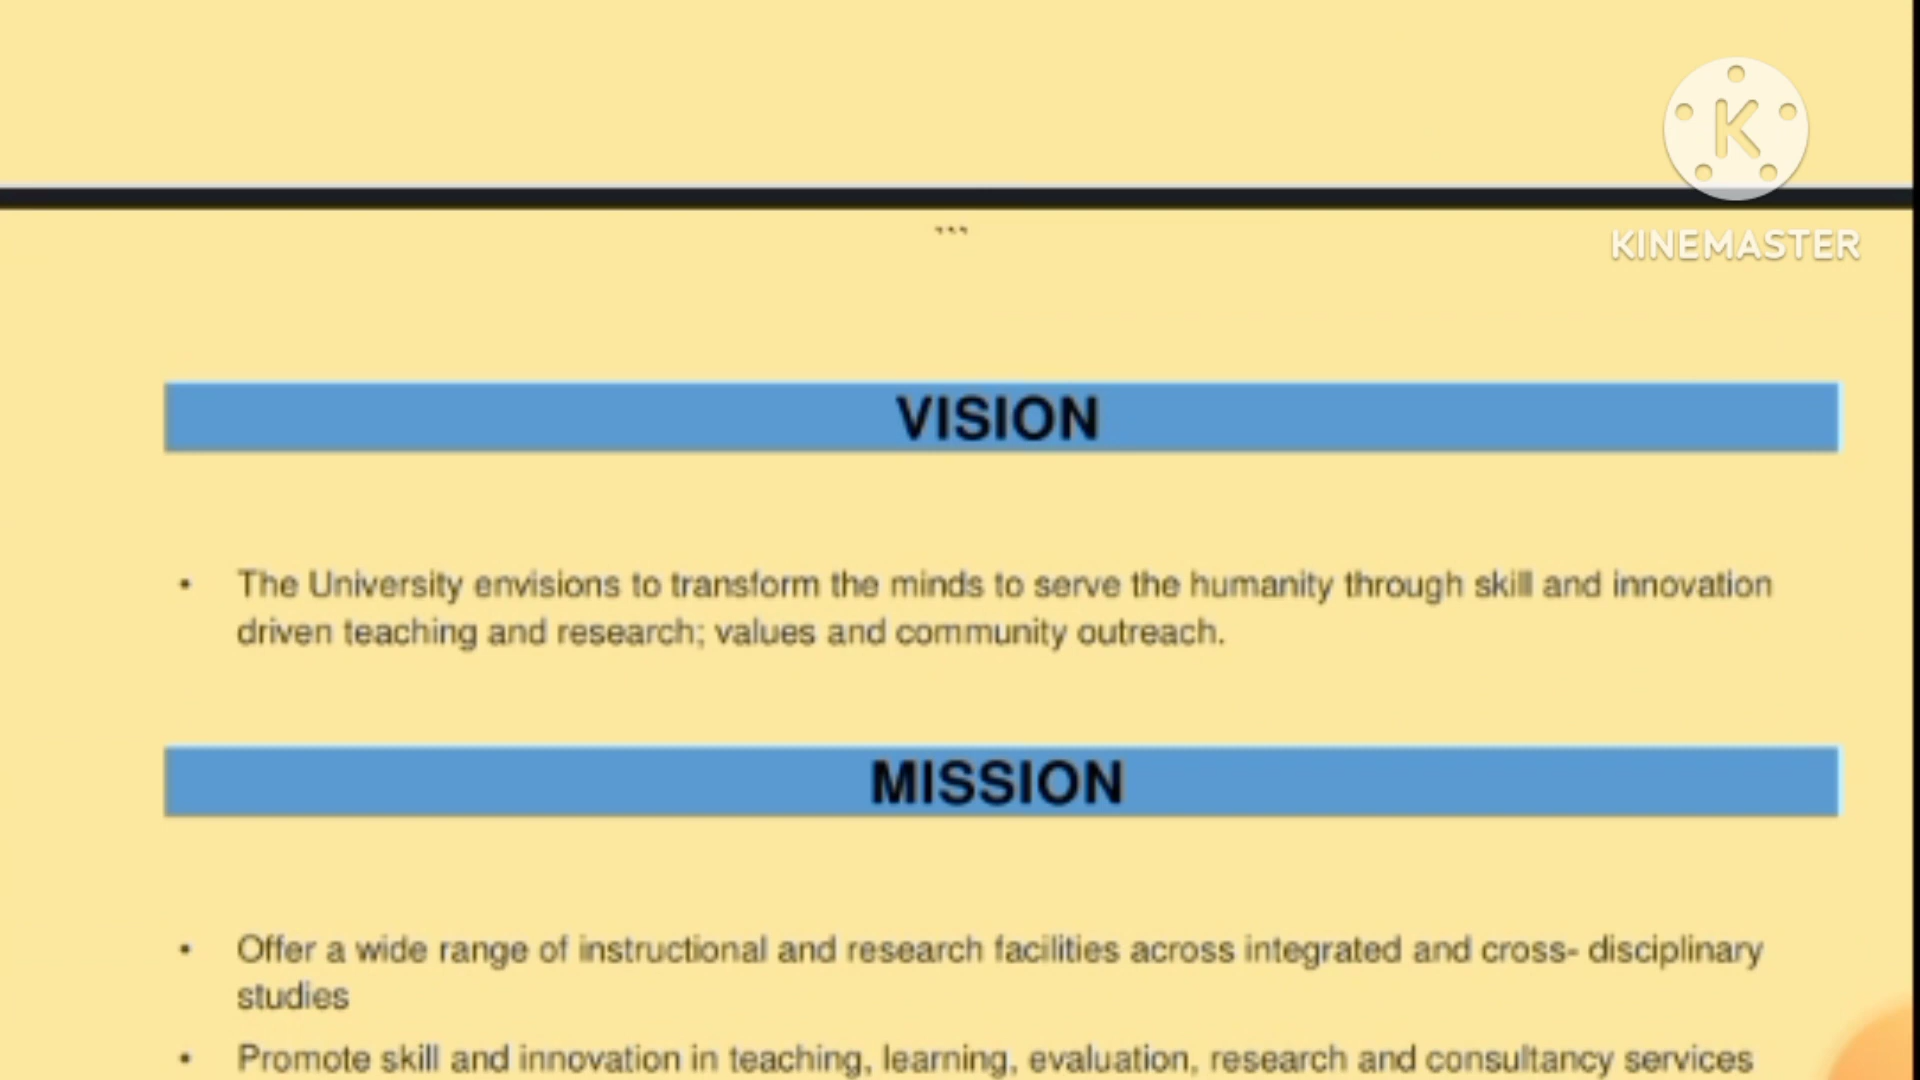 K
KINEMASTER
VISION
• The University envisions to transform the minds to serve the humanity through skill and innovation
driven teaching and research; values and community outreach.
MISSION
• Offer a wide range of instructional and research facilities across integrated and cross- disciplinary
studies
• Promote skill and innovation in teaching, learning, evaluation, research and consultancy services